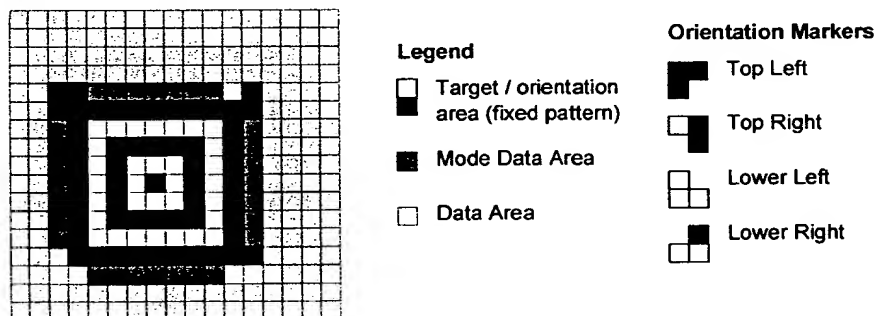 Legend
Target / orientation
area (fixed pattern)
Mode Data Area
Data Area
Orientation Markers
Top Left
Top Right
Lower Left
Lower Right